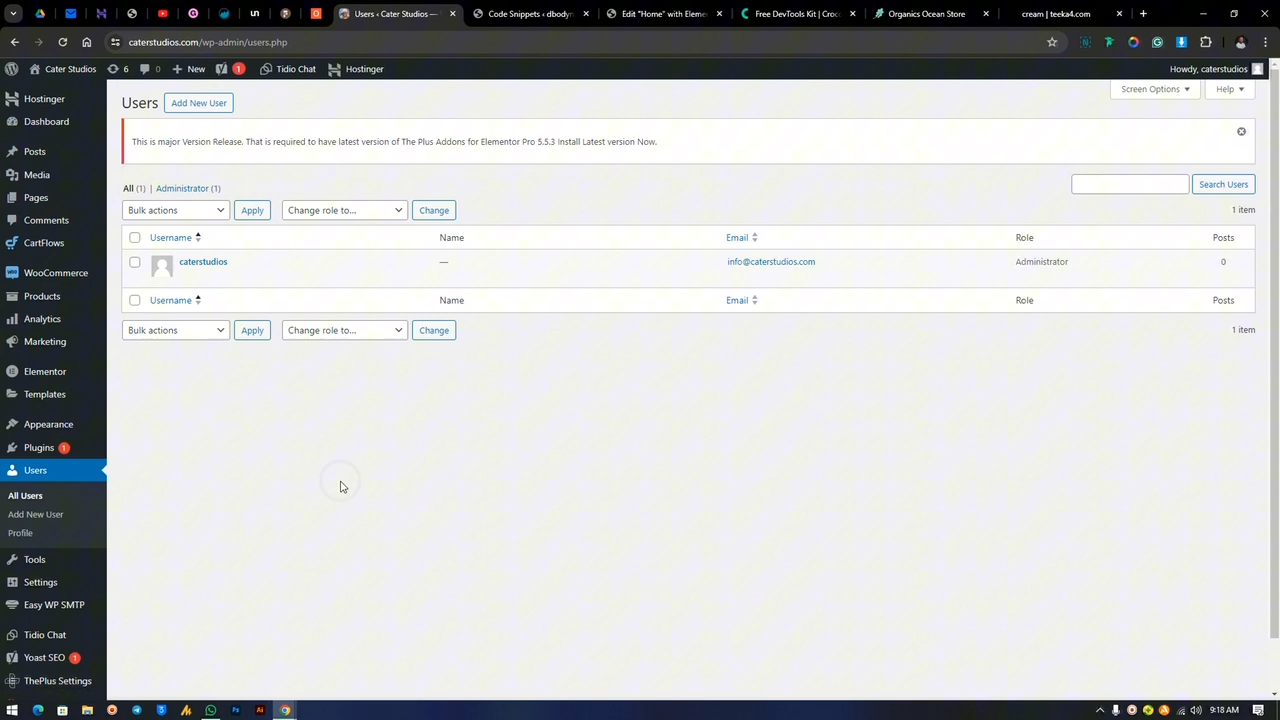 Users ‹ Cater Studios —
Code Snippets ‹ dbodyn
Edit "Home" with Eleme
Free DevTools Kit | Croc
Organics Ocean Store
cream | teeka4.com
caterstudios.com/wp-admin/users.php
Cater Studios
6
0
New
1
Tidio Chat
Hostinger
Howdy, caterstudios
Hostinger
Dashboard
Posts
Media
Pages
Comments
CartFlows
WooCommerce
Products
Analytics
Marketing
Elementor
Templates
Appearance
Plugins 1
Users
All Users
Add New User
Profile
Tools
Settings
Easy WP SMTP
Tidio Chat
Yoast SEO 1
ThePlus Settings
Screen Options
Help
Users
Add New User
This is major Version Release. That is required to have latest version of The Plus Addons for Elementor Pro 5.5.3 Install Latest version Now.
All (1) | Administrator (1)
Search Users
Bulk actions
Apply
Change role to...
Change
1 item
Username
Name
Email
Role
Posts
caterstudios
—
info@caterstudios.com
Administrator
0
Username
Name
Email
Role
Posts
Bulk actions
Apply
Change role to...
Change
1 item
9:18 AM